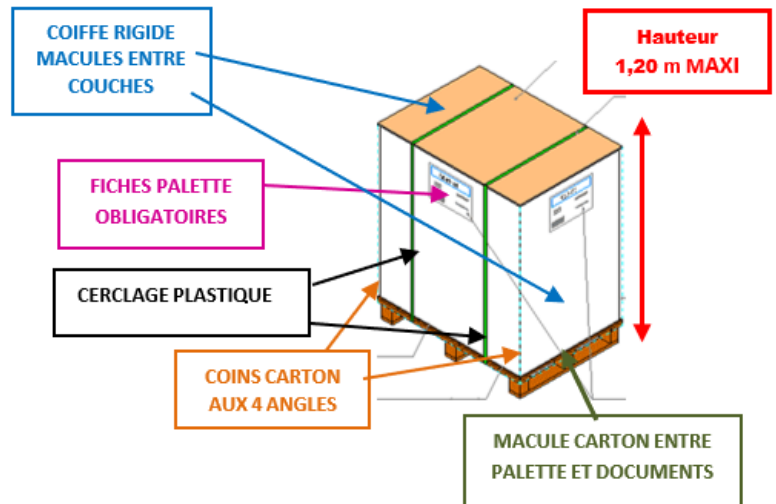 COIFFE RIGIDE
MACULES ENTRE
COUCHES
Hauteur
1,20 m MAXI
FICHES PALETTE
OBLIGATOIRES
CERCLAGE PLASTIQUE
COINS CARTON
AUX 4 ANGLES
MACULE CARTON ENTRE
PALETTE ET DOCUMENTS